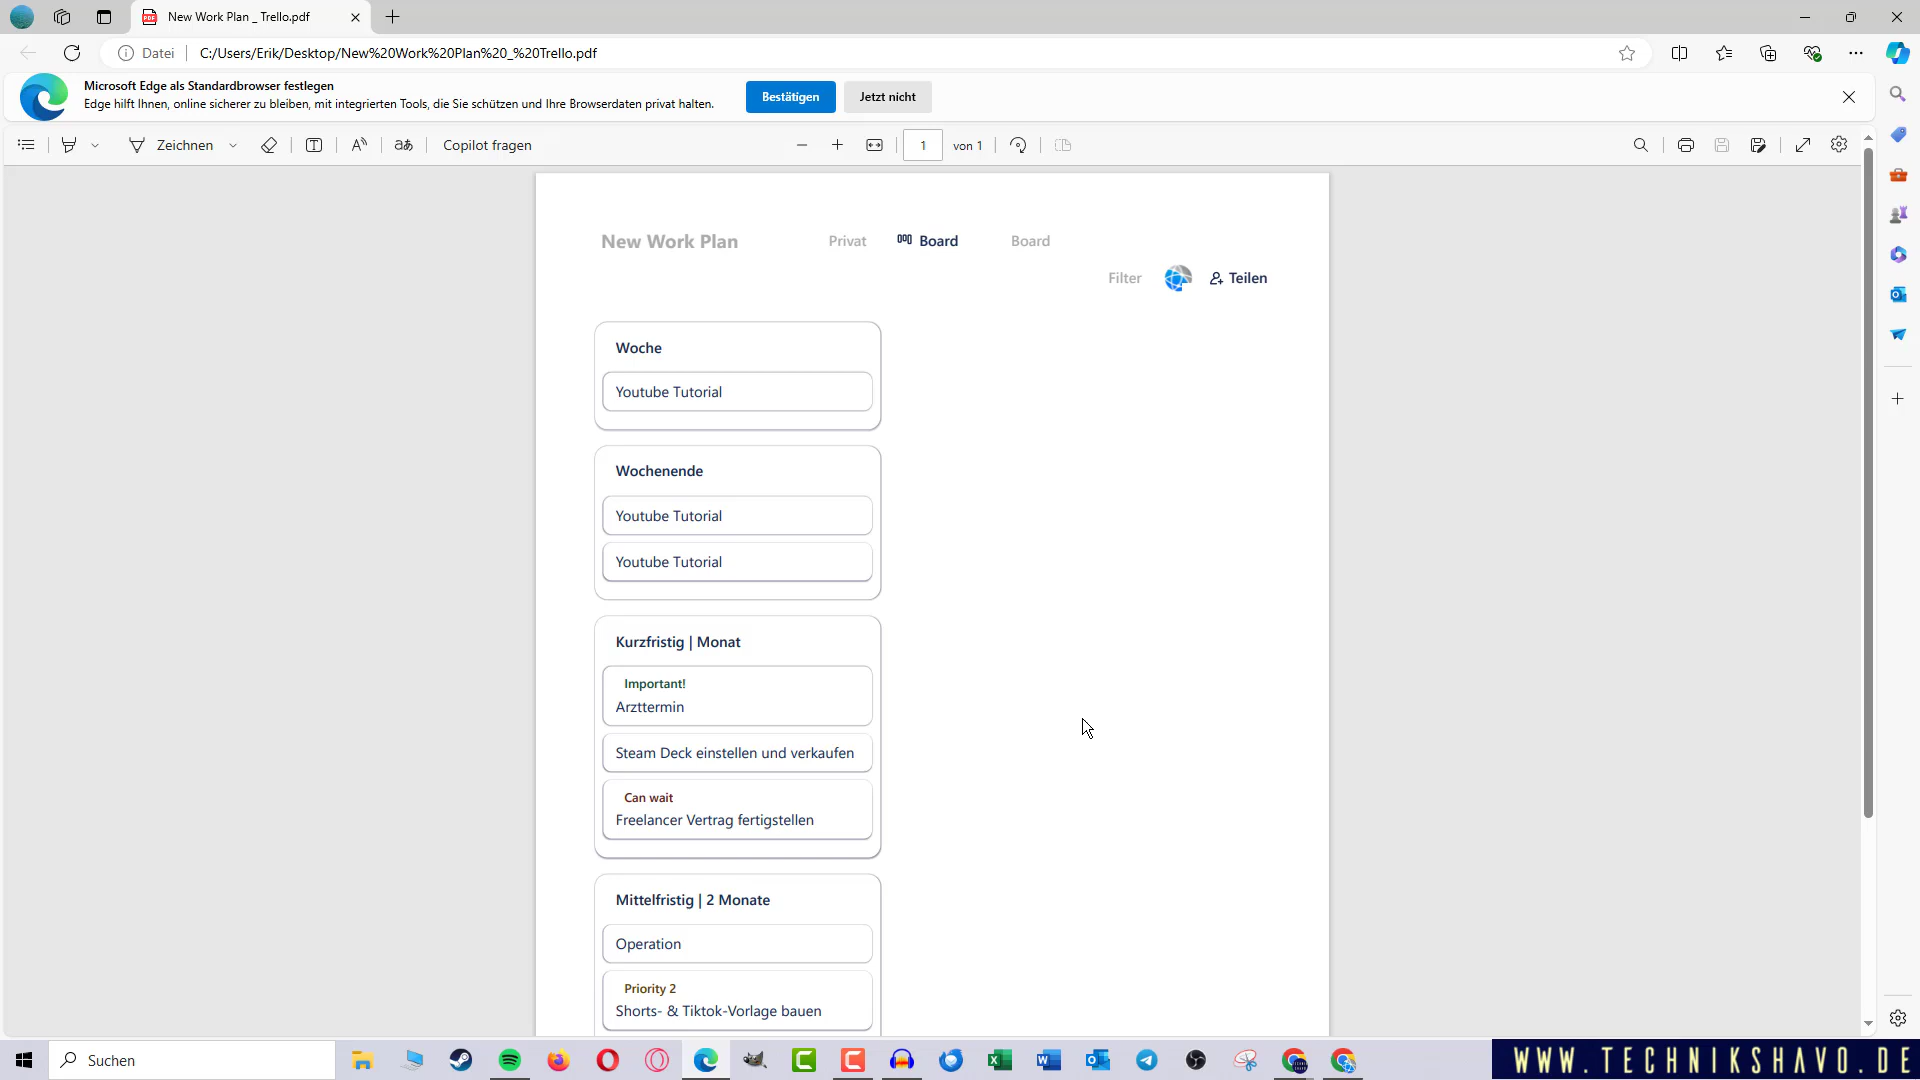 New Work Plan _ Trello.pdf
Datei
C:/Users/Erik/Desktop/New%20Work%20Plan%20_%20Trello.pdf
Microsoft Edge als Standardbrowser festlegen
Edge hilft Ihnen, online sicherer zu bleiben, mit integrierten Tools, die Sie schützen und Ihre Browserdaten privat halten.
Bestätigen
Jetzt nicht
Zeichnen
Copilot fragen
1 von 1
New Work Plan
Privat
Board
Board
Filter
Teilen
Woche
Youtube Tutorial
Wochenende
Youtube Tutorial
Youtube Tutorial
Kurzfristig | Monat
Important!
Arzttermin
Steam Deck einstellen und verkaufen
Can wait
Freelancer Vertrag fertigstellen
Mittelfristig | 2 Monate
Operation
Priority 2
Shorts- & Tiktok-Vorlage bauen
Suchen
WWW.TECHNIKSHAVO.DE